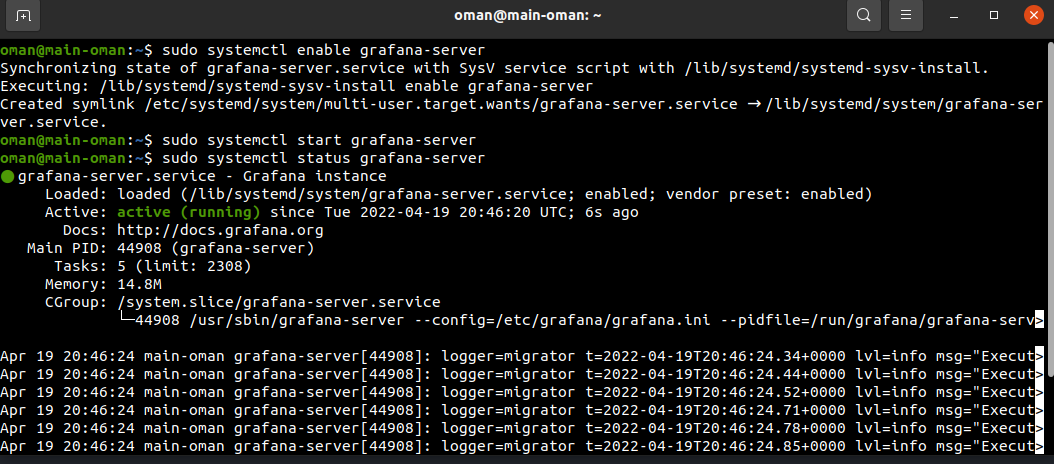 oman@main-oman: ~
oman@main-oman:~$ sudo systemctl enable grafana-server
Synchronizing state of grafana-server.service with SysV service script with /lib/systemd/systemd-sysv-install.
Executing: /lib/systemd/systemd-sysv-install enable grafana-server
Created symlink /etc/systemd/system/multi-user.target.wants/grafana-server.service → /lib/systemd/system/grafana-ser
ver.service.
oman@main-oman:~$ sudo systemctl start grafana-server
oman@main-oman:~$ sudo systemctl status grafana-server
● grafana-server.service - Grafana instance
Loaded: loaded (/lib/systemd/system/grafana-server.service; enabled; vendor preset: enabled)
Active: active (running) since Tue 2022-04-19 20:46:20 UTC; 6s ago
Docs: http://docs.grafana.org
Main PID: 44908 (grafana-server)
Tasks: 5 (limit: 2308)
Memory: 14.8M
CGroup: /system.slice/grafana-server.service
└─44908 /usr/sbin/grafana-server --config=/etc/grafana/grafana.ini --pidfile=/run/grafana/grafana-serv>
Apr 19 20:46:24 main-oman grafana-server[44908]: logger=migrator t=2022-04-19T20:46:24.34+0000 lvl=info msg="Execut>
Apr 19 20:46:24 main-oman grafana-server[44908]: logger=migrator t=2022-04-19T20:46:24.44+0000 lvl=info msg="Execut>
Apr 19 20:46:24 main-oman grafana-server[44908]: logger=migrator t=2022-04-19T20:46:24.52+0000 lvl=info msg="Execut>
Apr 19 20:46:24 main-oman grafana-server[44908]: logger=migrator t=2022-04-19T20:46:24.71+0000 lvl=info msg="Execut>
Apr 19 20:46:24 main-oman grafana-server[44908]: logger=migrator t=2022-04-19T20:46:24.78+0000 lvl=info msg="Execut>
Apr 19 20:46:24 main-oman grafana-server[44908]: logger=migrator t=2022-04-19T20:46:24.85+0000 lvl=info msg="Execut>